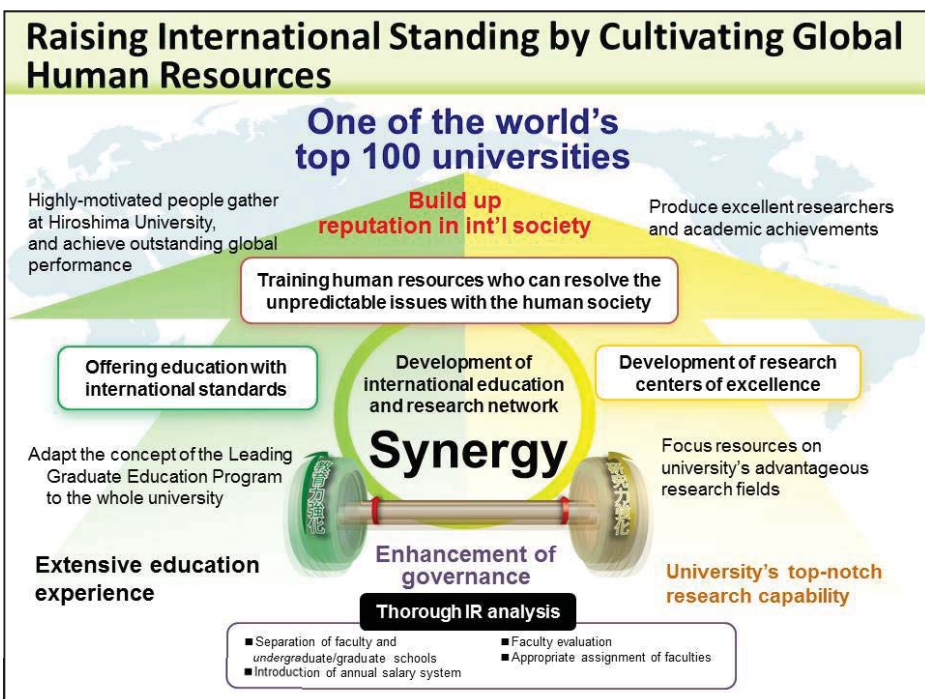 Raising International Standing by Cultivating Global
Human Resources
One of the world's
top 100 universities
Highly-motivated people gather
at Hiroshima University,
and achieve outstanding global
performance
Build up
reputation in int'l society
Produce excellent researchers
and academic achievements
Training human resources who can resolve the
unpredictable issues with the human society
Offering education with
international standards
Development of
international education
and research network
Development of research
centers of excellence
Synergy
Adapt the concept of the Leading
Graduate Education Program
to the whole university
教育力強化
研究力強化
Focus resources on
university's advantageous
research fields
Extensive education
experience
Enhancement of
governance
University's top-notch
research capability
Thorough IR analysis
■ Separation of faculty and
undergraduate/graduate schools
■ Introduction of annual salary system
■ Faculty evaluation
■ Appropriate assignment of faculties